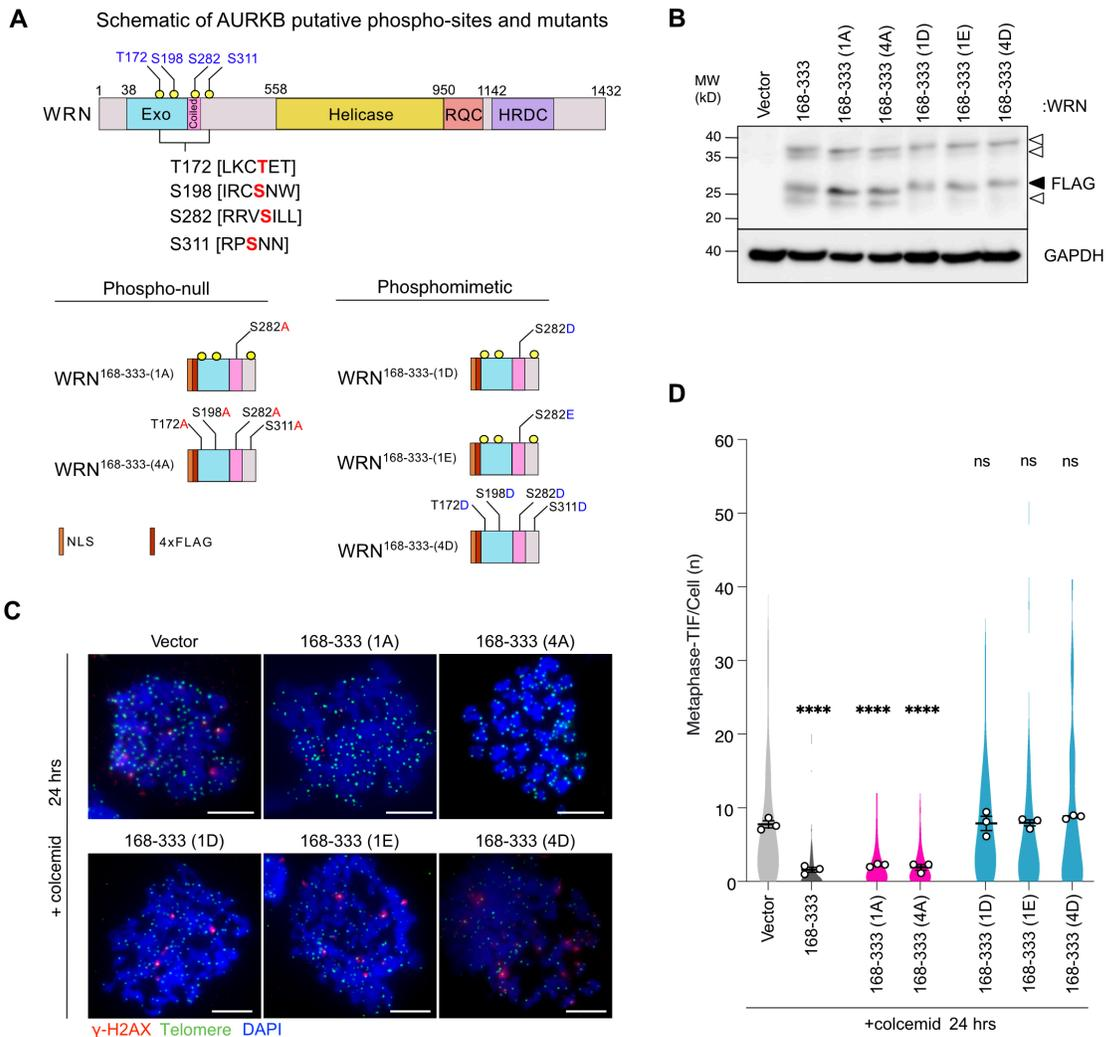 A
Schematic of AURKB putative phospho-sites and mutants
T172 S198 S282 S311
1 38 558 950 1142 1432
WRN Exo Coiled Helicase RQC HRDC
T172 [LKCTET]
S198 [IRCSNW]
S282 [RRVSILL]
S311 [RPSNN]
Phospho-null
S282A
WRN168-333-(1A)
T172A S198A S282A S311A
WRN168-333-(4A)
NLS 4xFLAG
Phosphomimetic
S282D
WRN168-333-(1D)
S282E
WRN168-333-(1E)
T172D S198D S282D S311D
WRN168-333-(4D)
B
MW
(kD)
Vector
168-333
168-333 (1A)
168-333 (4A)
168-333 (1D)
168-333 (1E)
168-333 (4D)
:WRN
40
35
25
20
FLAG
40
GAPDH
C
Vector 168-333 (1A) 168-333 (4A)
168-333 (1D) 168-333 (1E) 168-333 (4D)
+ colcemid 24 hrs
γ-H2AX Telomere DAPI
D
Metaphase-TIF/Cell (n)
60
50
40
30
20
10
0
**** **** **** ns ns ns
Vector
168-333
168-333 (1A)
168-333 (4A)
168-333 (1D)
168-333 (1E)
168-333 (4D)
+colcemid 24 hrs